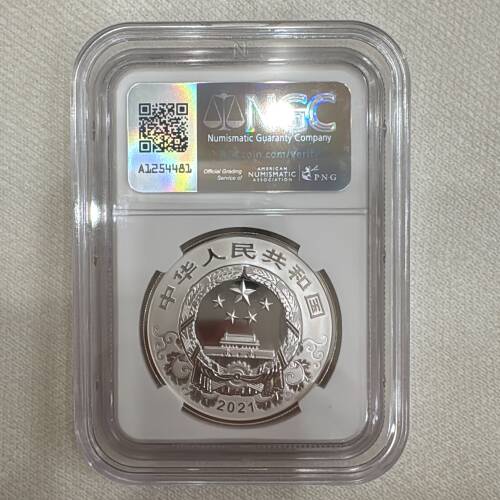 N
NGC
Numismatic Guaranty Company
A1254481
Official Grading
Service of
AMERICAN
NUMISMATIC
ASSOCIATION
PNG
中华人民共和国
2021